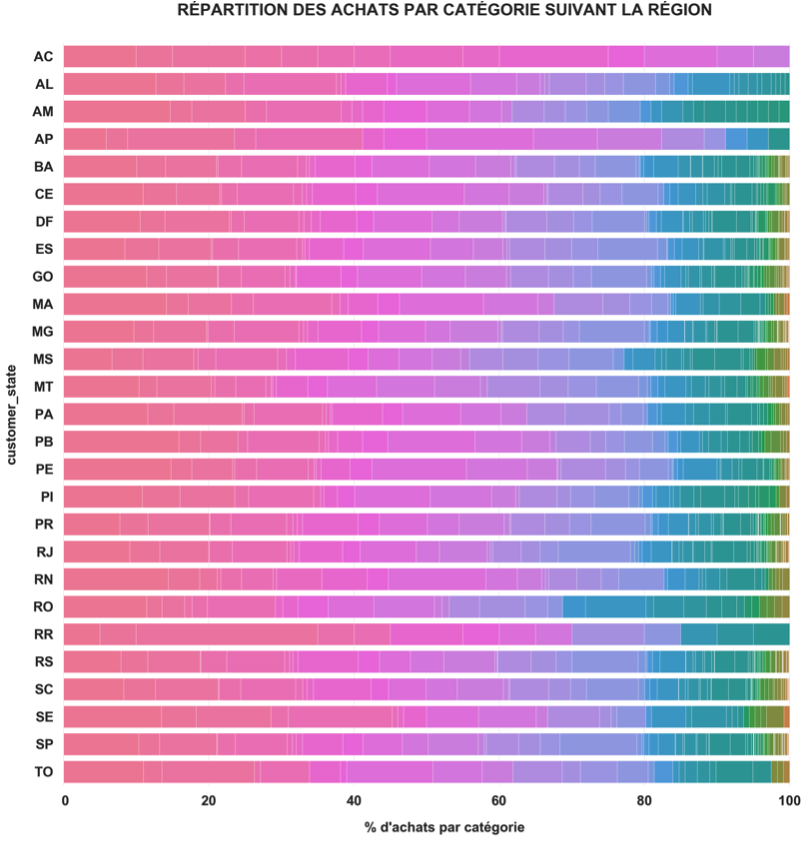 RÉPARTITION DES ACHATS PAR CATÉGORIE SUIVANT LA RÉGION
customer_state
AC
AL
AM
AP
BA
CE
DF
ES
GO
MA
MG
MS
MT
PA
PB
PE
PI
PR
RJ
RN
RO
RR
RS
SC
SE
SP
TO
0 20 40 60 80 100
% d'achats par catégorie